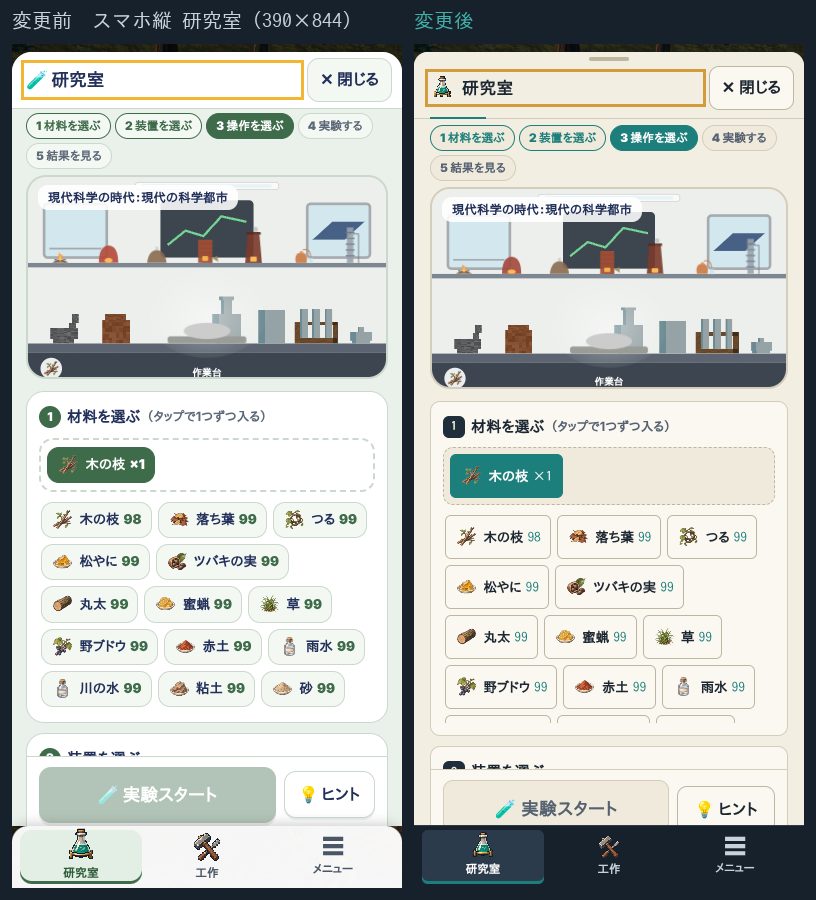 変更前 スマホ縦 研究室 (390×844)
研究室
✕ 閉じる
1 材料を選ぶ
2 装置を選ぶ
3 操作を選ぶ
4 実験する
5 結果を見る
現代科学の時代:現代の科学都市
作業台
1 材料を選ぶ (タップで1つずつ入る)
木の枝 ×1
木の枝 98
落ち葉 99
つる 99
松やに 99
ツバキの実 99
丸太 99
蜜蝋 99
草 99
野ブドウ 99
赤土 99
雨水 99
川の水 99
粘土 99
砂 99
実験スタート
ヒント
研究室
工作
メニュー
変更後
研究室
✕ 閉じる
1 材料を選ぶ
2 装置を選ぶ
3 操作を選ぶ
4 実験する
5 結果を見る
現代科学の時代:現代の科学都市
作業台
1 材料を選ぶ (タップで1つずつ入る)
木の枝 ×1
木の枝 98
落ち葉 99
つる 99
松やに 99
ツバキの実 99
丸太 99
蜜蝋 99
草 99
野ブドウ 99
赤土 99
雨水 99
実験スタート
ヒント
研究室
工作
メニュー